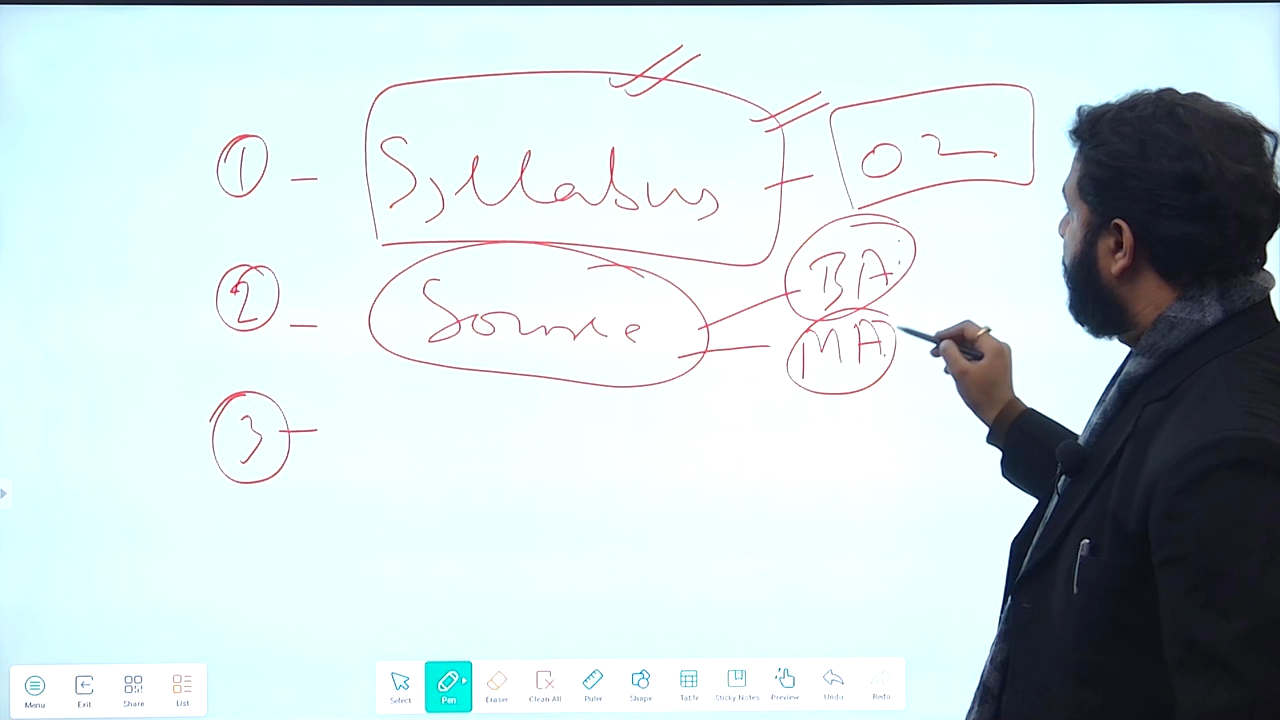 1 - Syllabus - 02
2 - Source - BA
MA
3 -
Menu Exit Share List Select Pen Eraser Clean All Ruler Shape Table Sticky Notes Preview Undo Redo